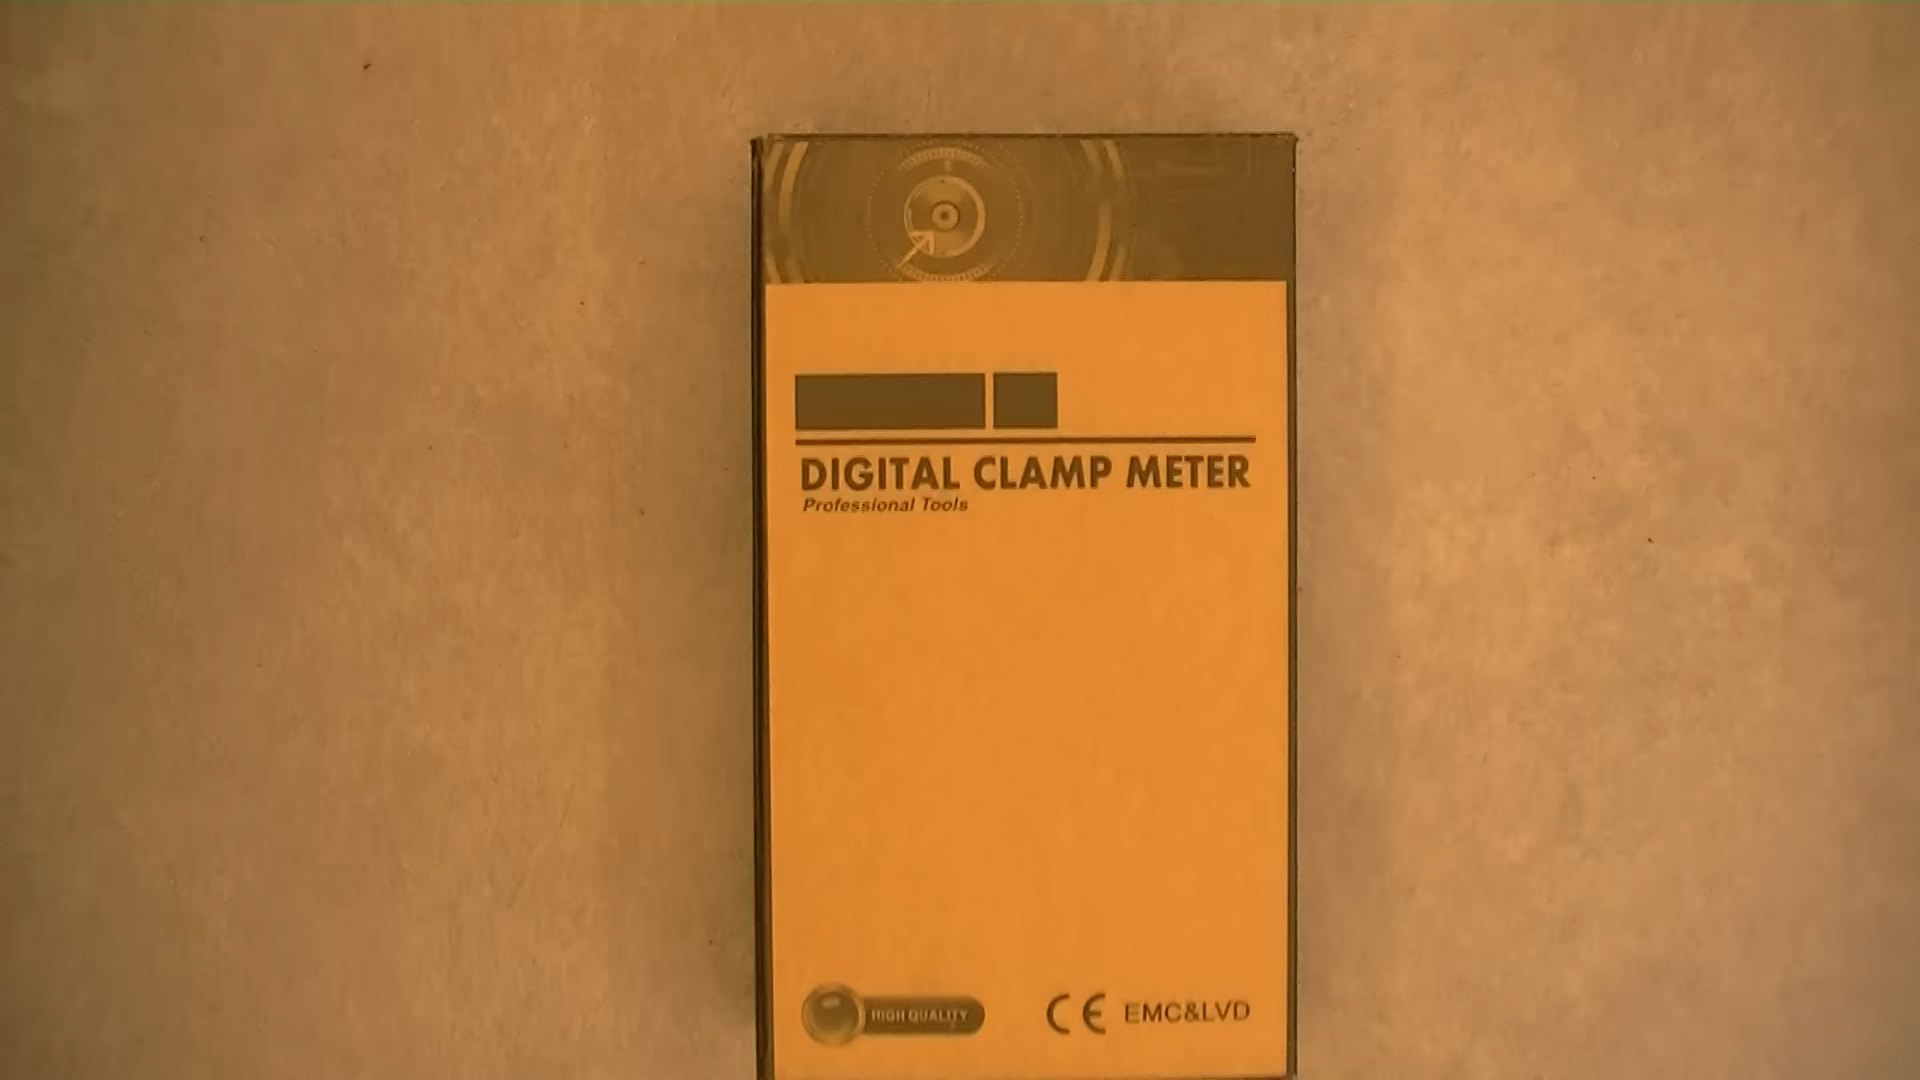 DIGITAL CLAMP METER
Professional Tools
HIGH QUALITY
CE EMC&LVD